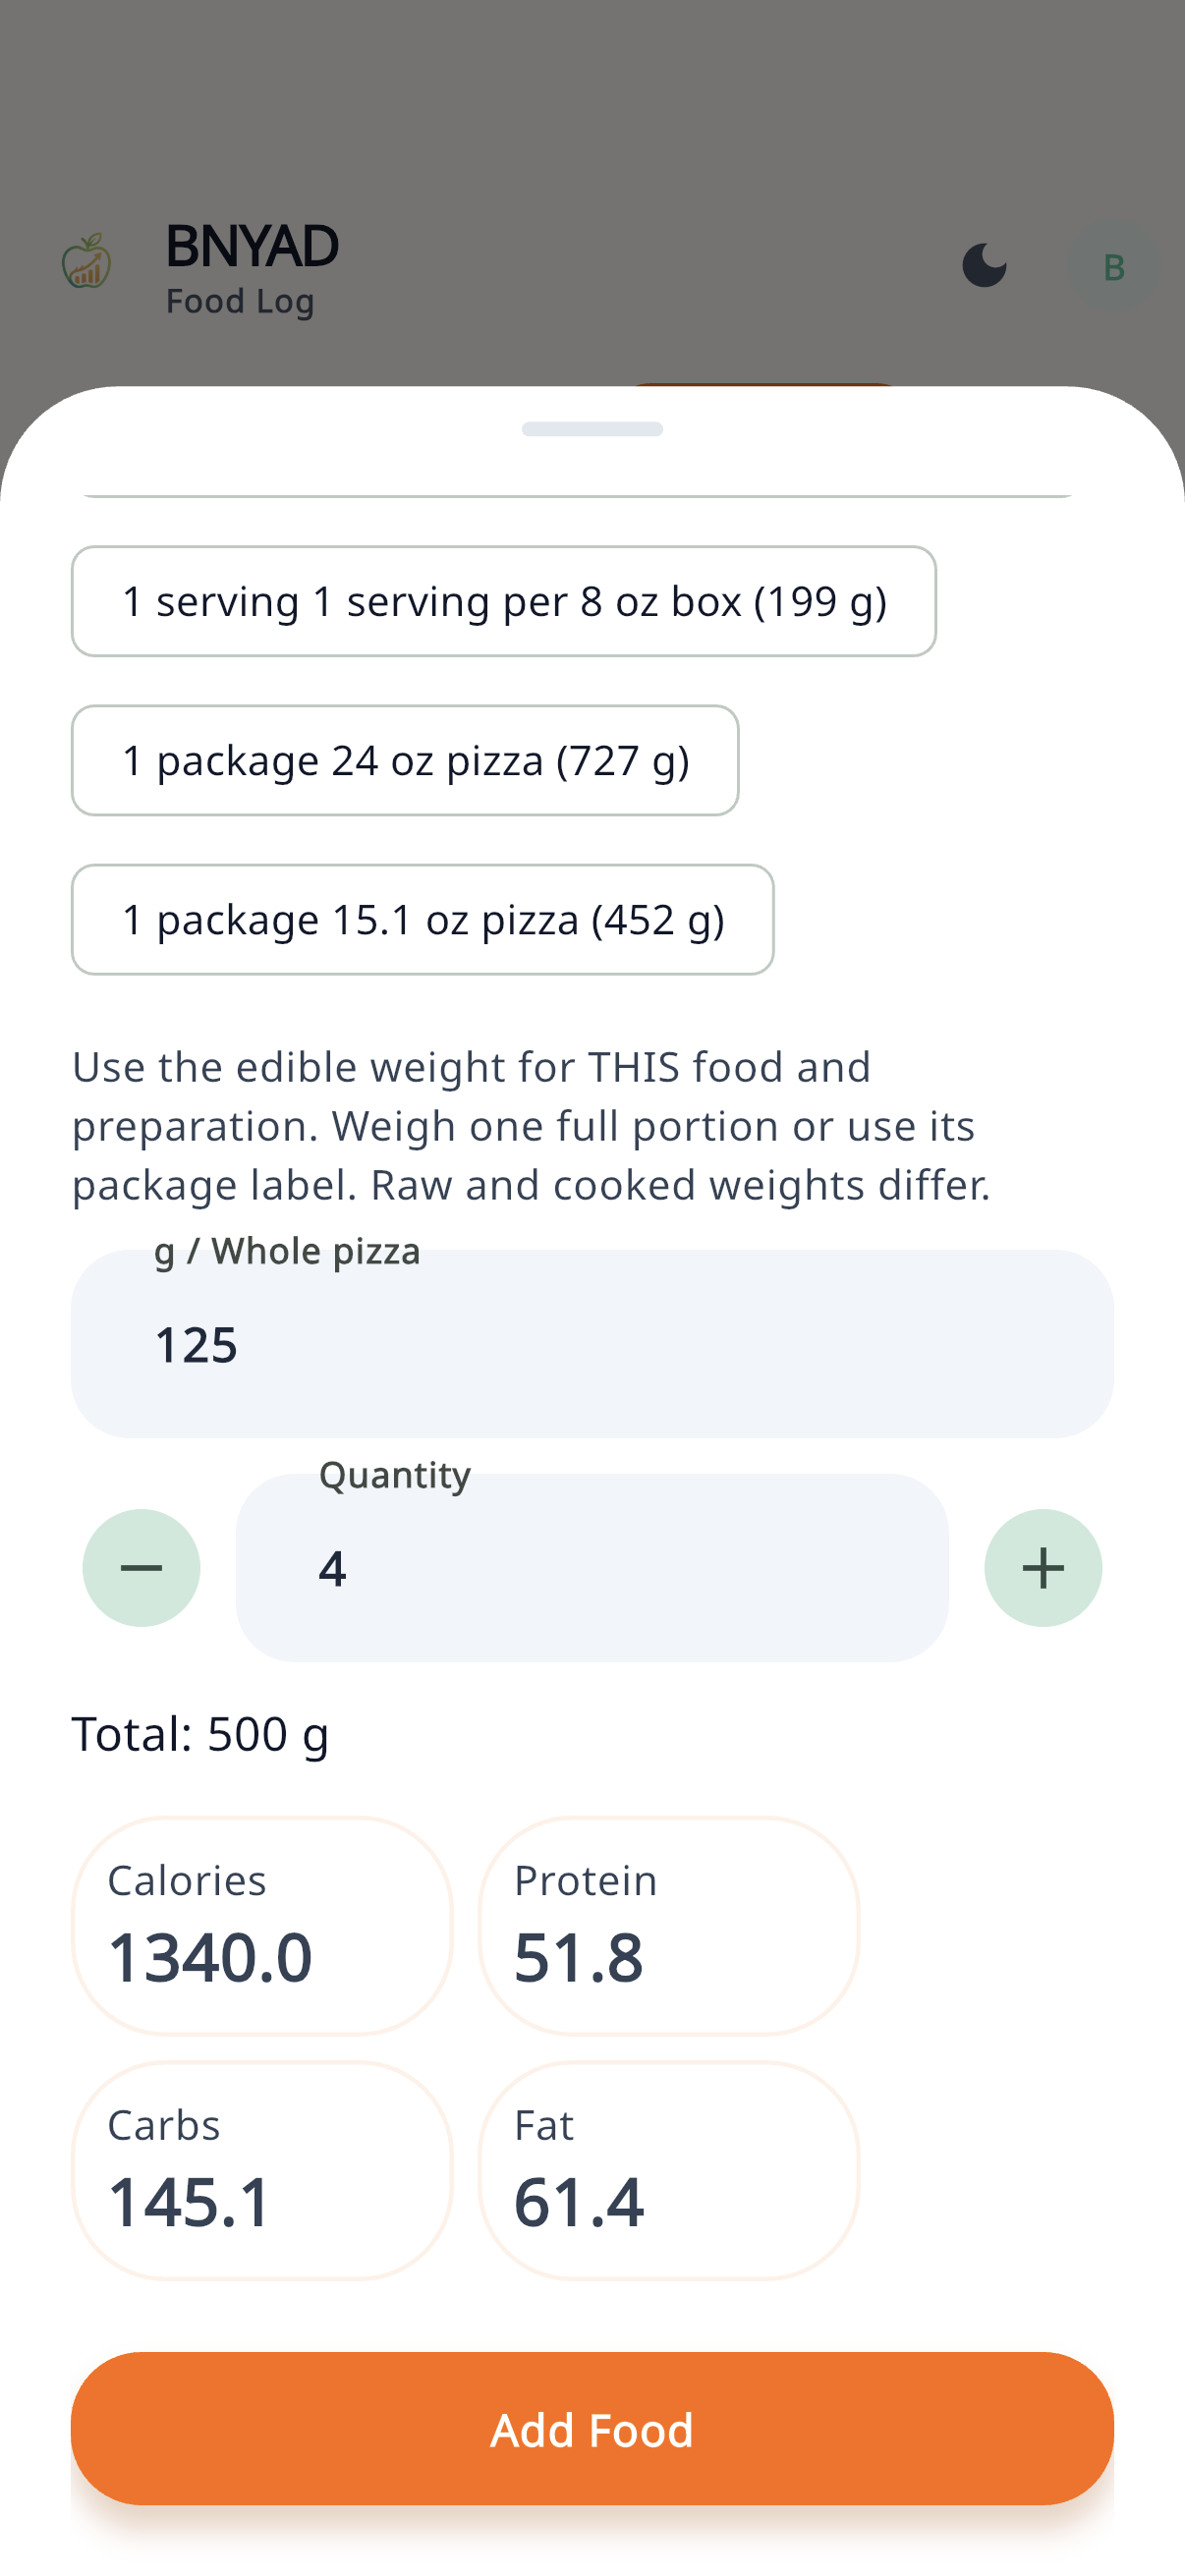 BNYAD
Food Log
B
1 serving 1 serving per 8 oz box (199 g)
1 package 24 oz pizza (727 g)
1 package 15.1 oz pizza (452 g)
Use the edible weight for THIS food and
preparation. Weigh one full portion or use its
package label. Raw and cooked weights differ.
g / Whole pizza
125
Quantity
4
Total: 500 g
Calories
1340.0
Protein
51.8
Carbs
145.1
Fat
61.4
Add Food